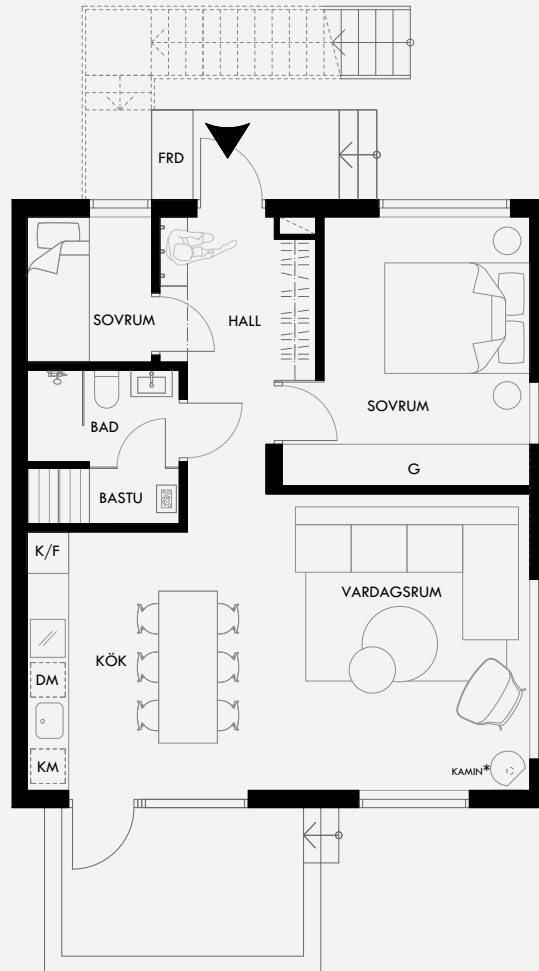 FRD
SOVRUM
HALL
SOVRUM
BAD
G
BASTU
K/F
VARDAGSRUM
KÖK
DM
KM
KAMIN*